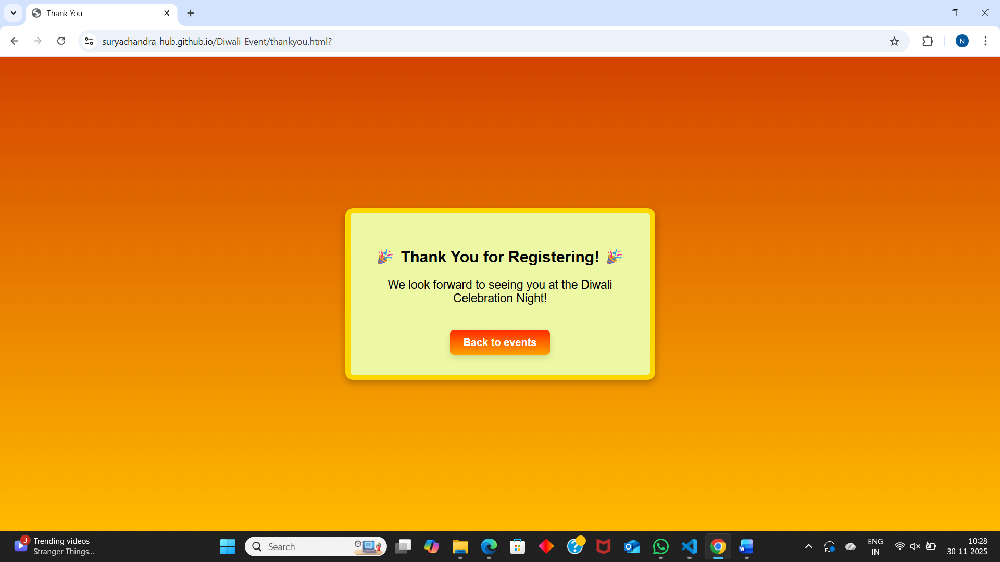 Thank You
suryachandra-hub.github.io/Diwali-Event/thankyou.html?
N
🎉 Thank You for Registering! 🎉
We look forward to seeing you at the Diwali
Celebration Night!
Back to events
3
Trending videos
Stranger Things...
Search
ENG
IN
10:28
30-11-2025